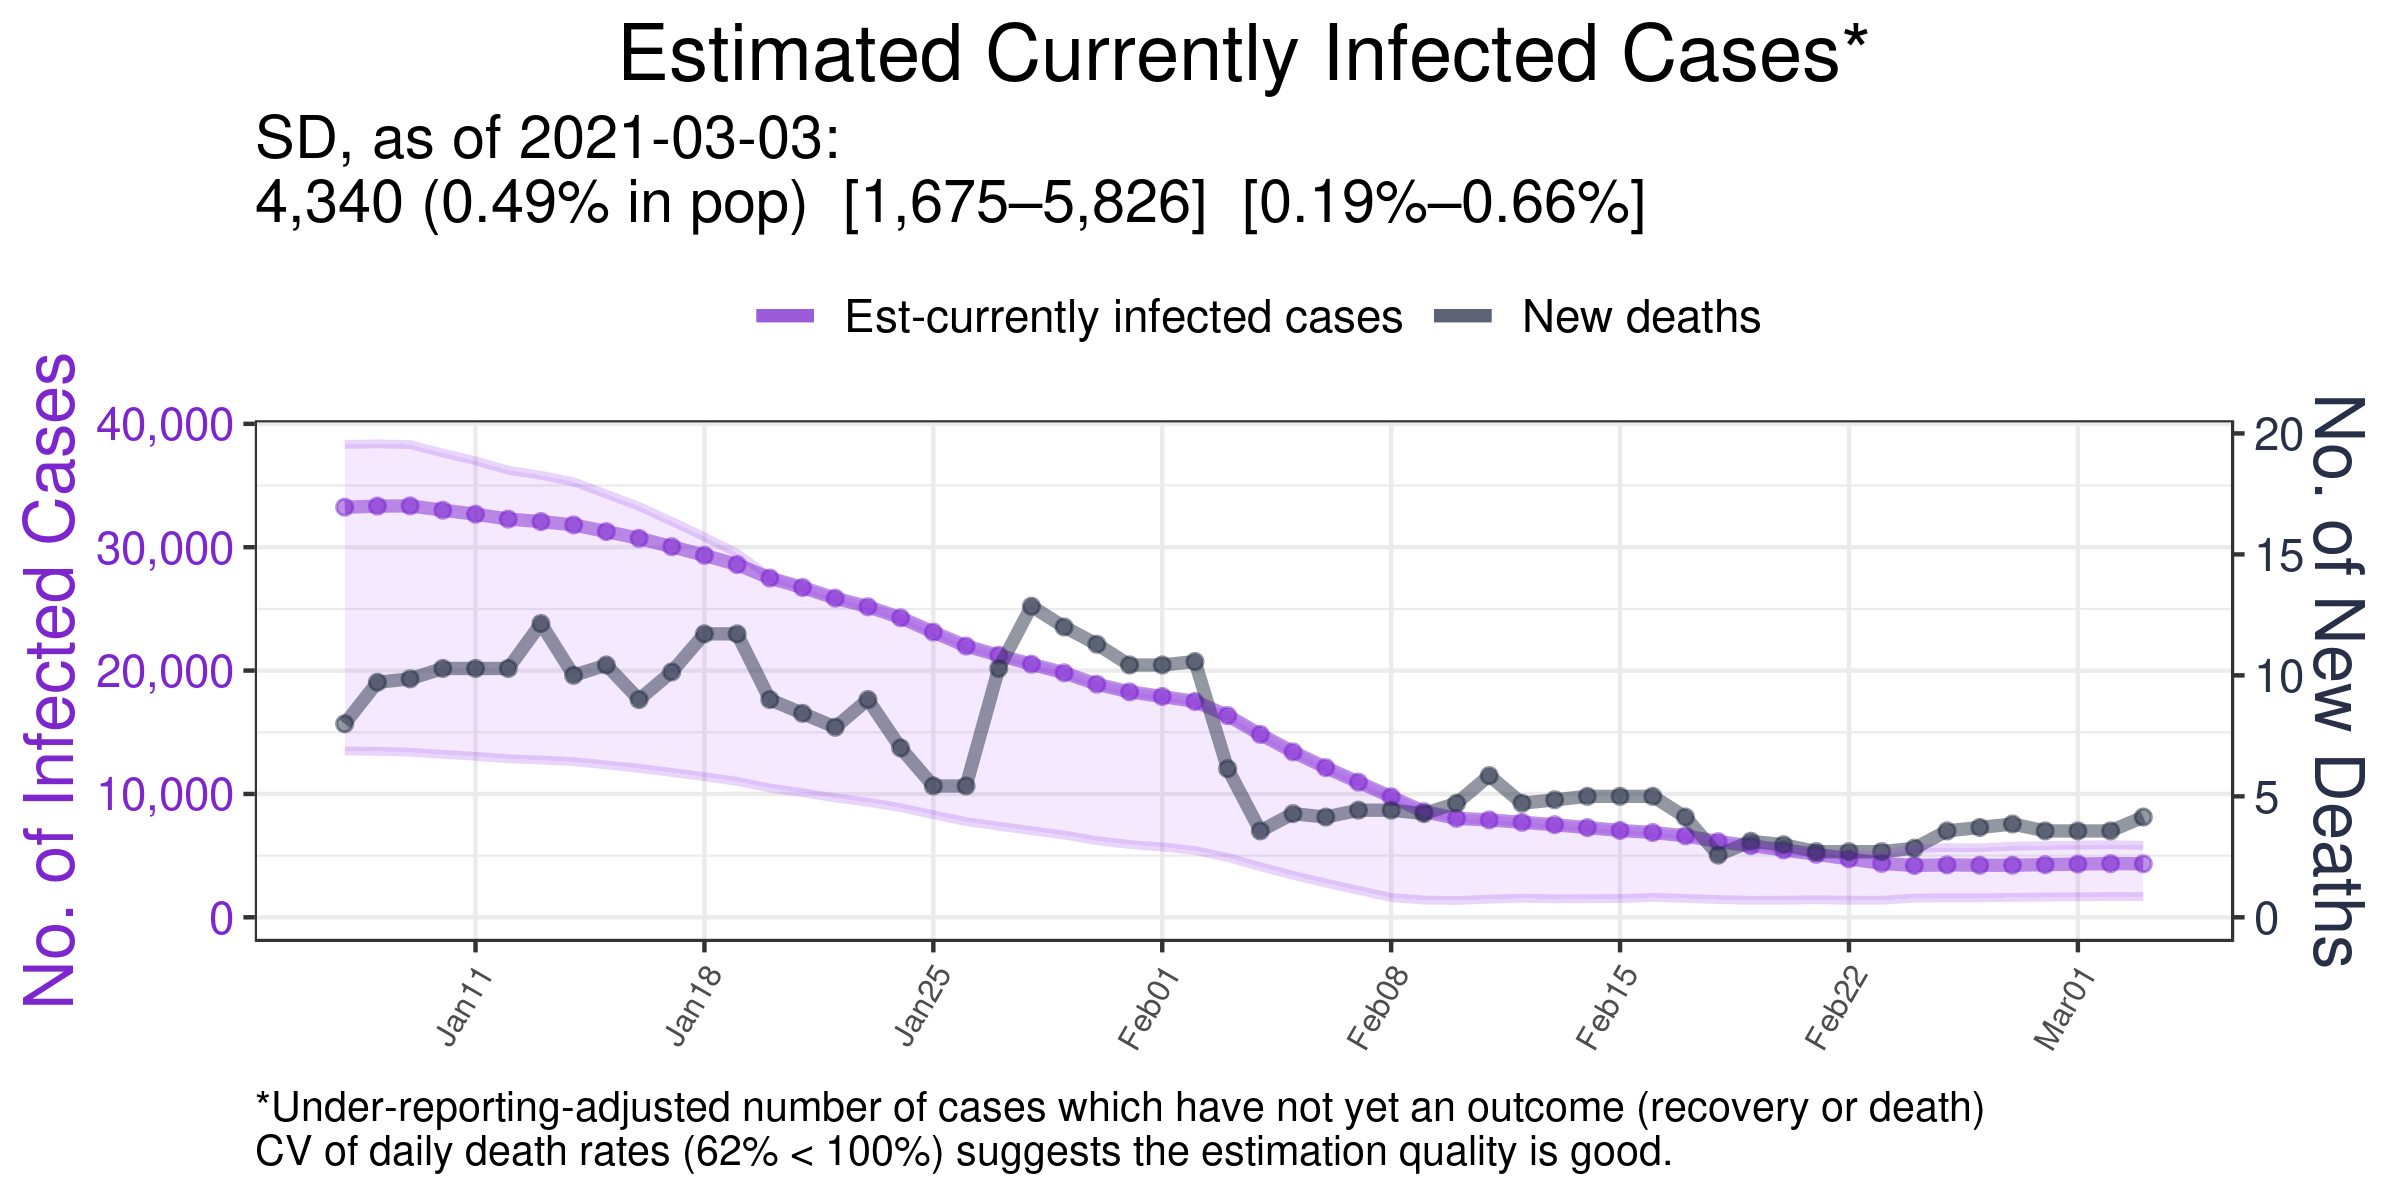 Estimated Currently Infected Cases*
SD, as of 2021-03-03:
4,340 (0.49% in pop)  [1,675–5,826]  [0.19%–0.66%]
Est-currently infected cases
New deaths
No. of Infected Cases
40,000
30,000
20,000
10,000
0
20
15
10
5
0
No. of New Deaths
Jan11
Jan18
Jan25
Feb01
Feb08
Feb15
Feb22
Mar01
*Under-reporting-adjusted number of cases which have not yet an outcome (recovery or death)
CV of daily death rates (62% < 100%) suggests the estimation quality is good.